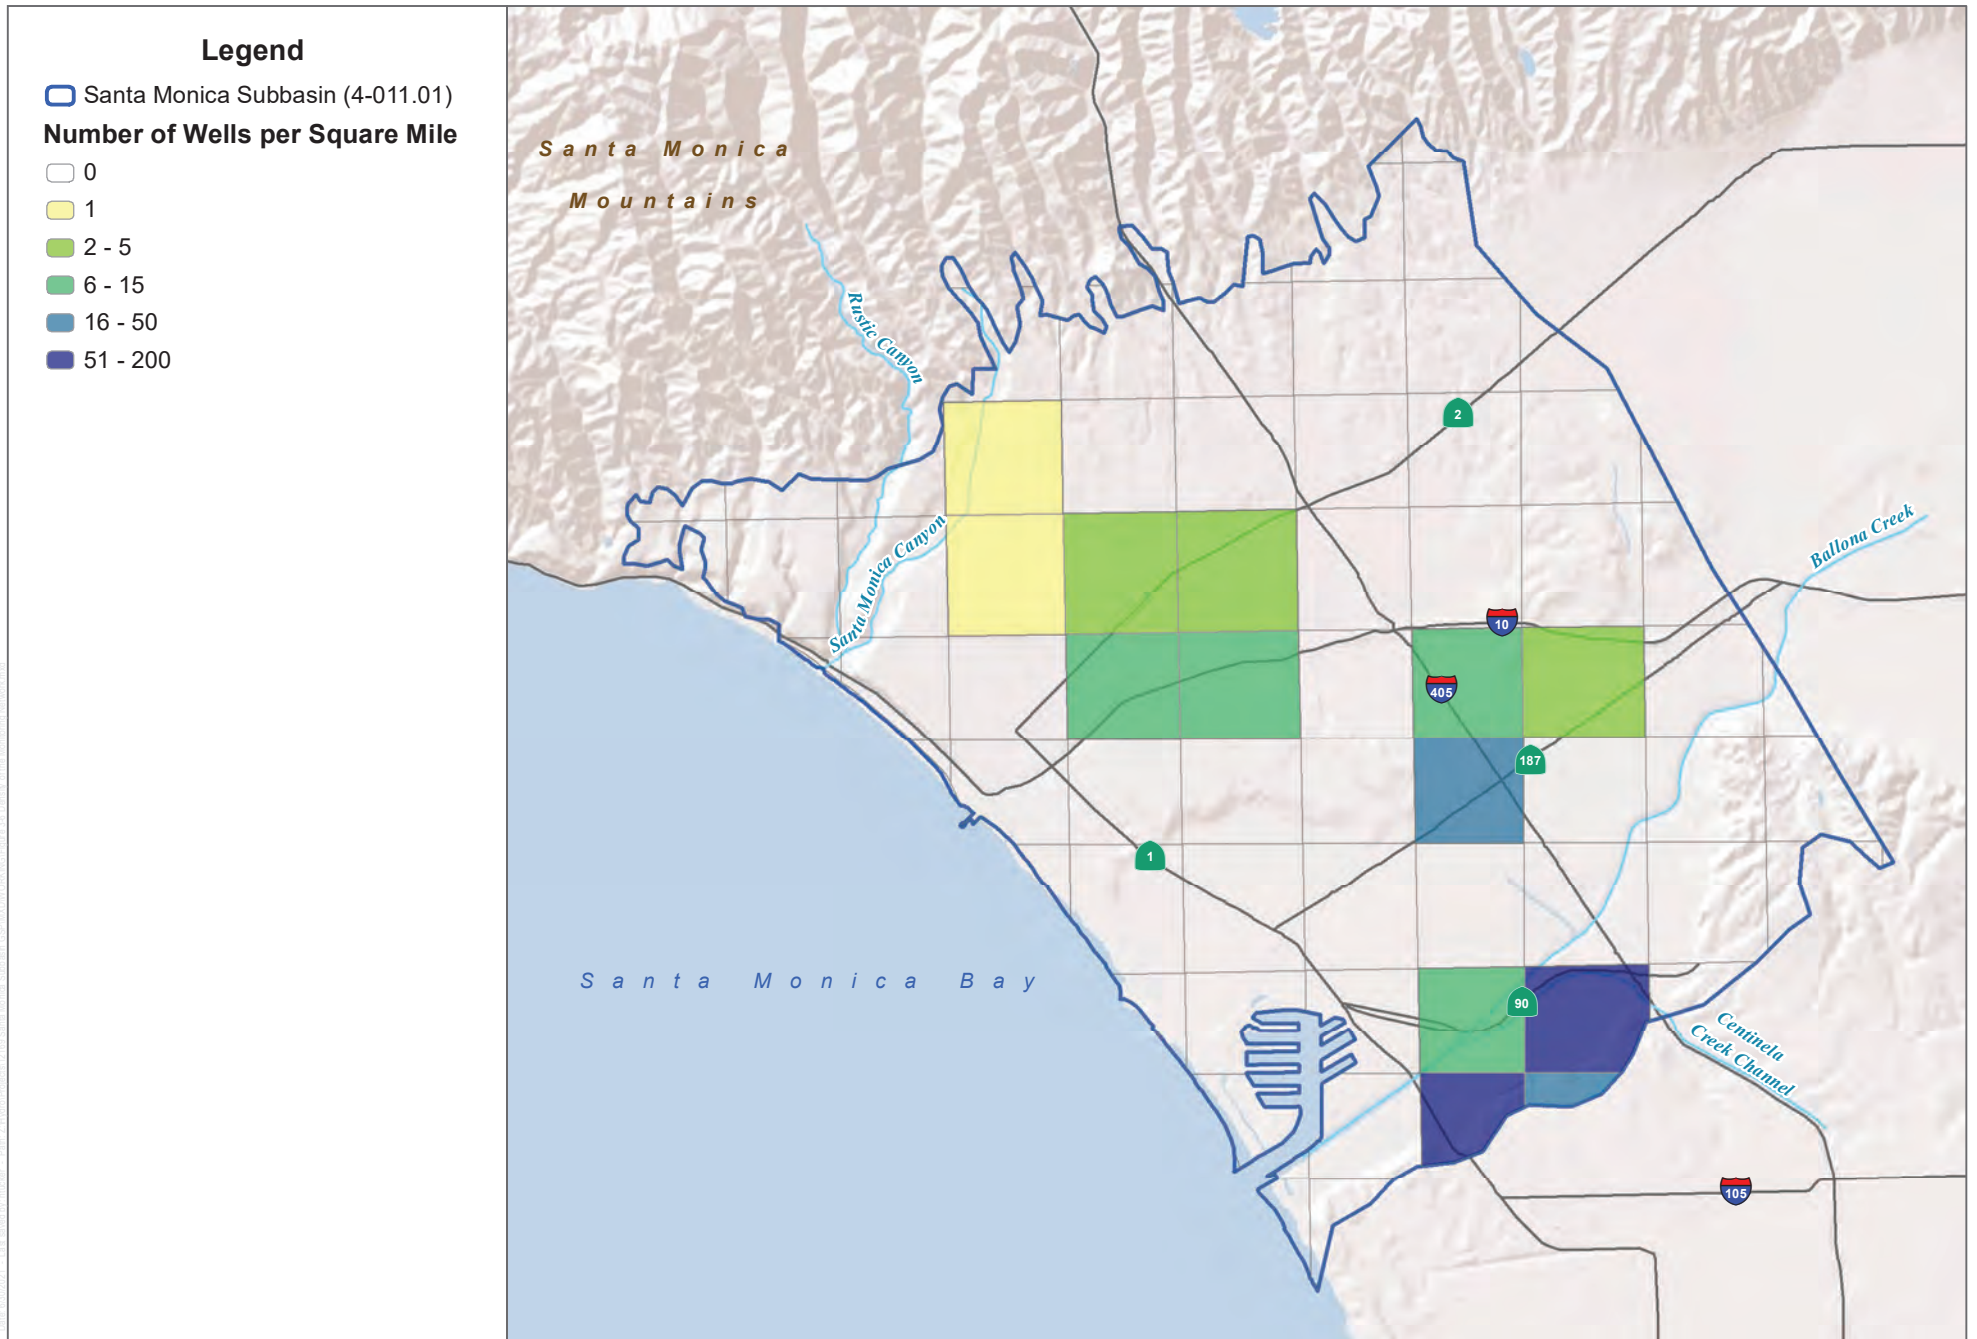 Legend
Santa Monica Subbasin (4-011.01)
Number of Wells per Square Mile
0
1
2 - 5
6 - 15
16 - 50
51 - 200
Santa Monica
Mountains
Rustic Canyon
Santa Monica Canyon
2
Ballona Creek
10
405
187
1
Santa Monica Bay
90
Centinela
Creek Channel
105